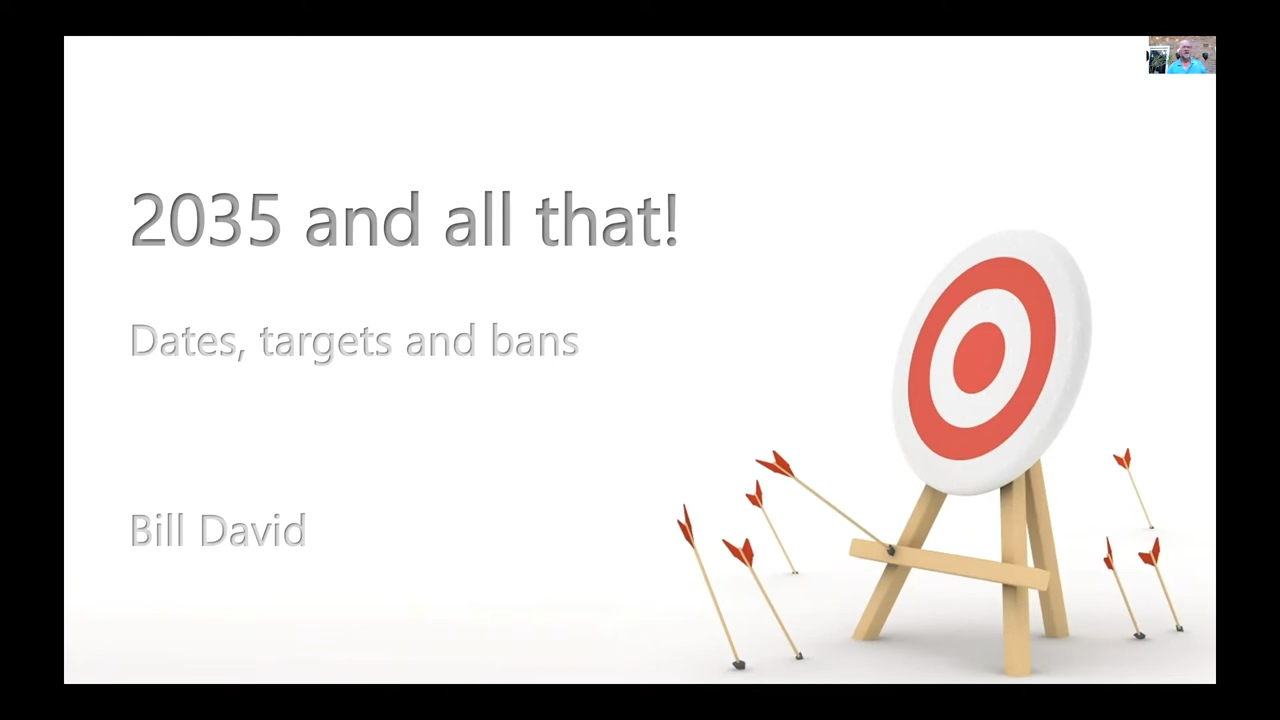 2035 and all that!
Dates, targets and bans
Bill David